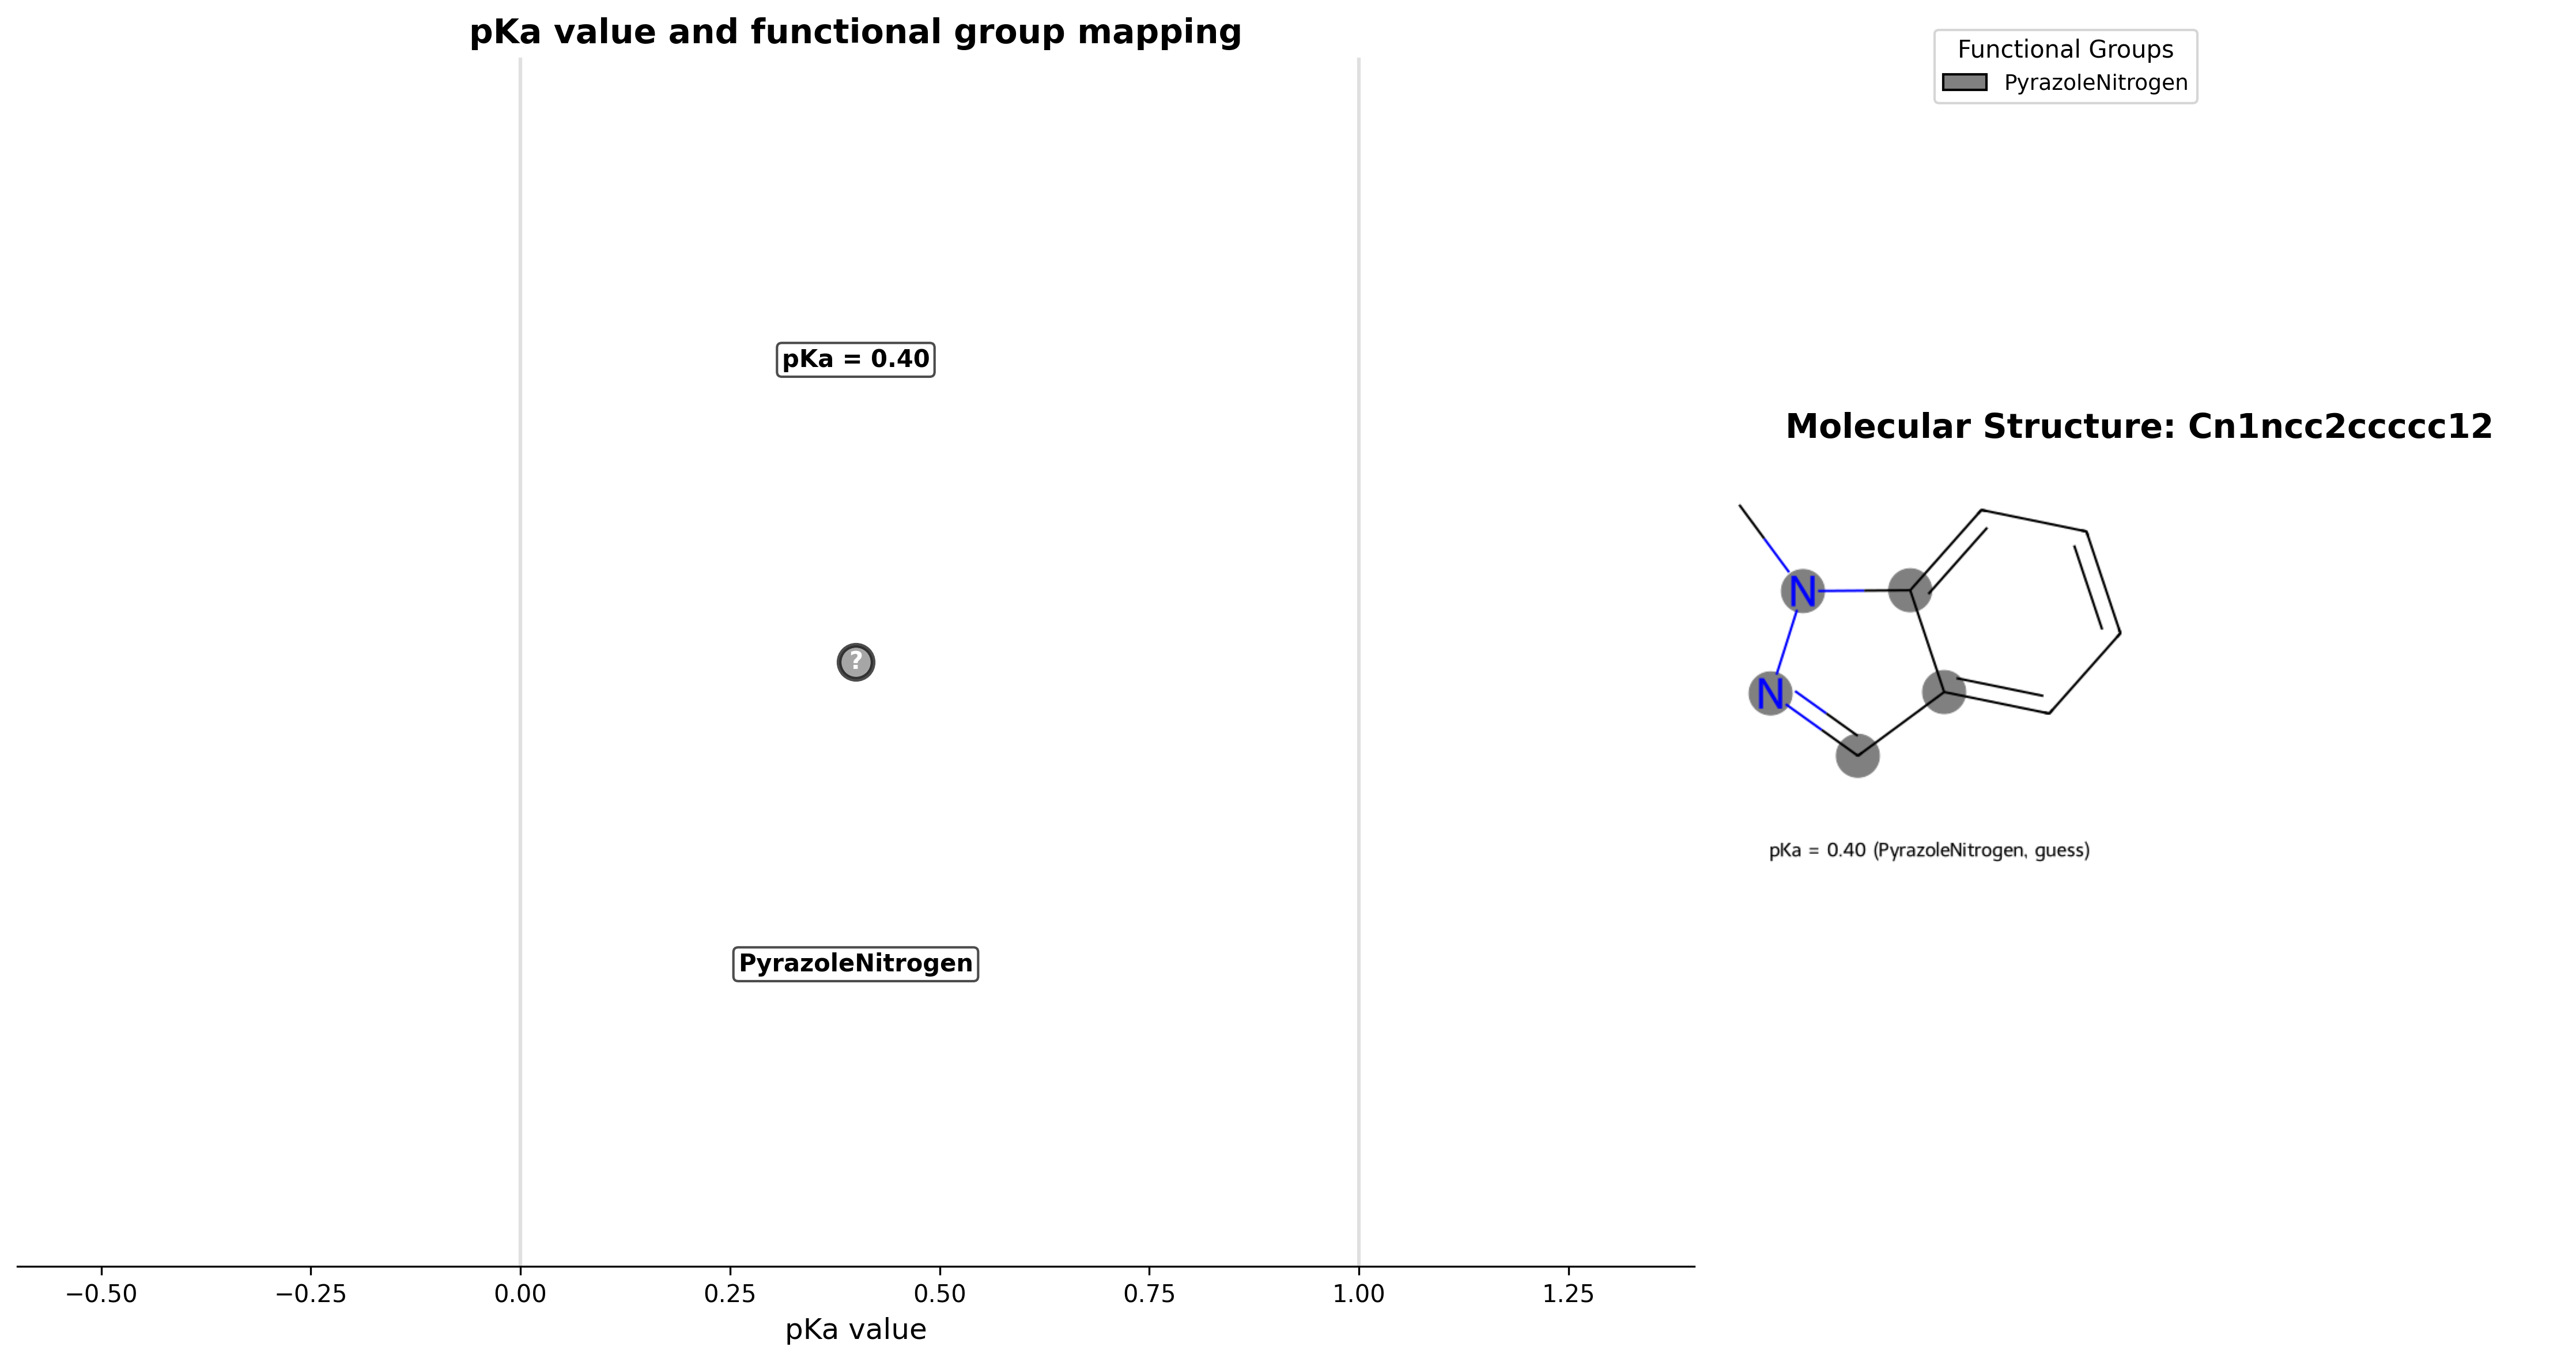 pKa value and functional group mapping
pKa = 0.40
?
PyrazoleNitrogen
−0.50
−0.25
0.00
0.25
0.50
0.75
1.00
1.25
pKa value
Functional Groups
PyrazoleNitrogen
Molecular Structure: Cn1ncc2ccccc12
N
N
pKa = 0.40 (PyrazoleNitrogen, guess)